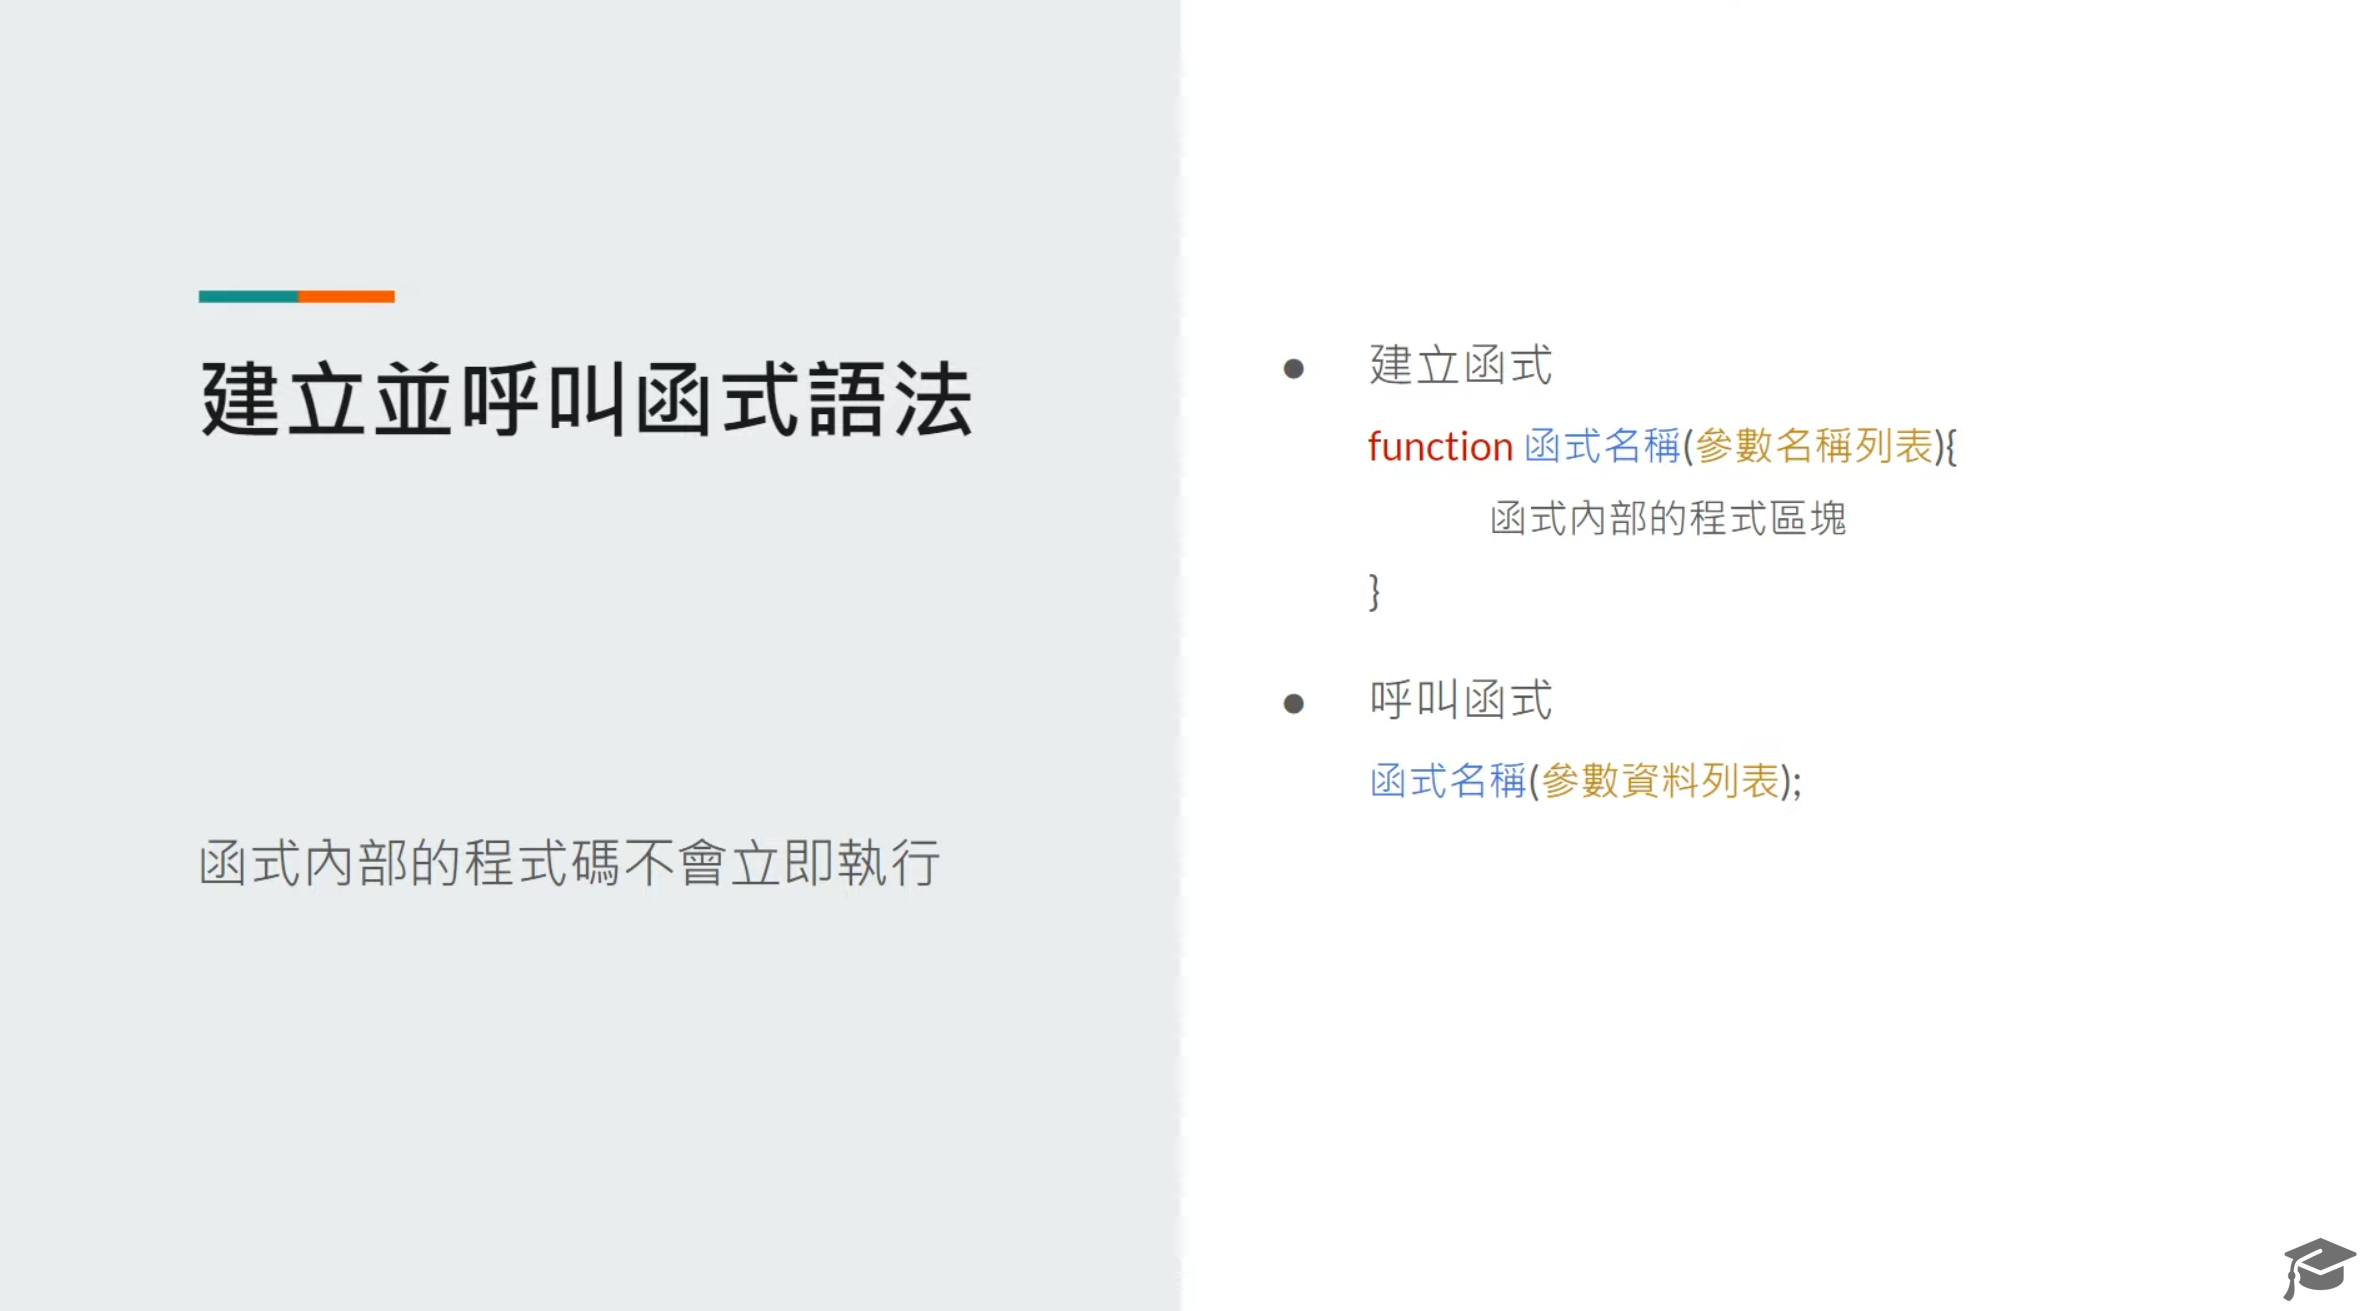 建立並呼叫函式語法
函式內部的程式碼不會立即執行
● 建立函式
function 函式名稱(參數名稱列表){
函式內部的程式區塊
}
● 呼叫函式
函式名稱(參數資料列表);